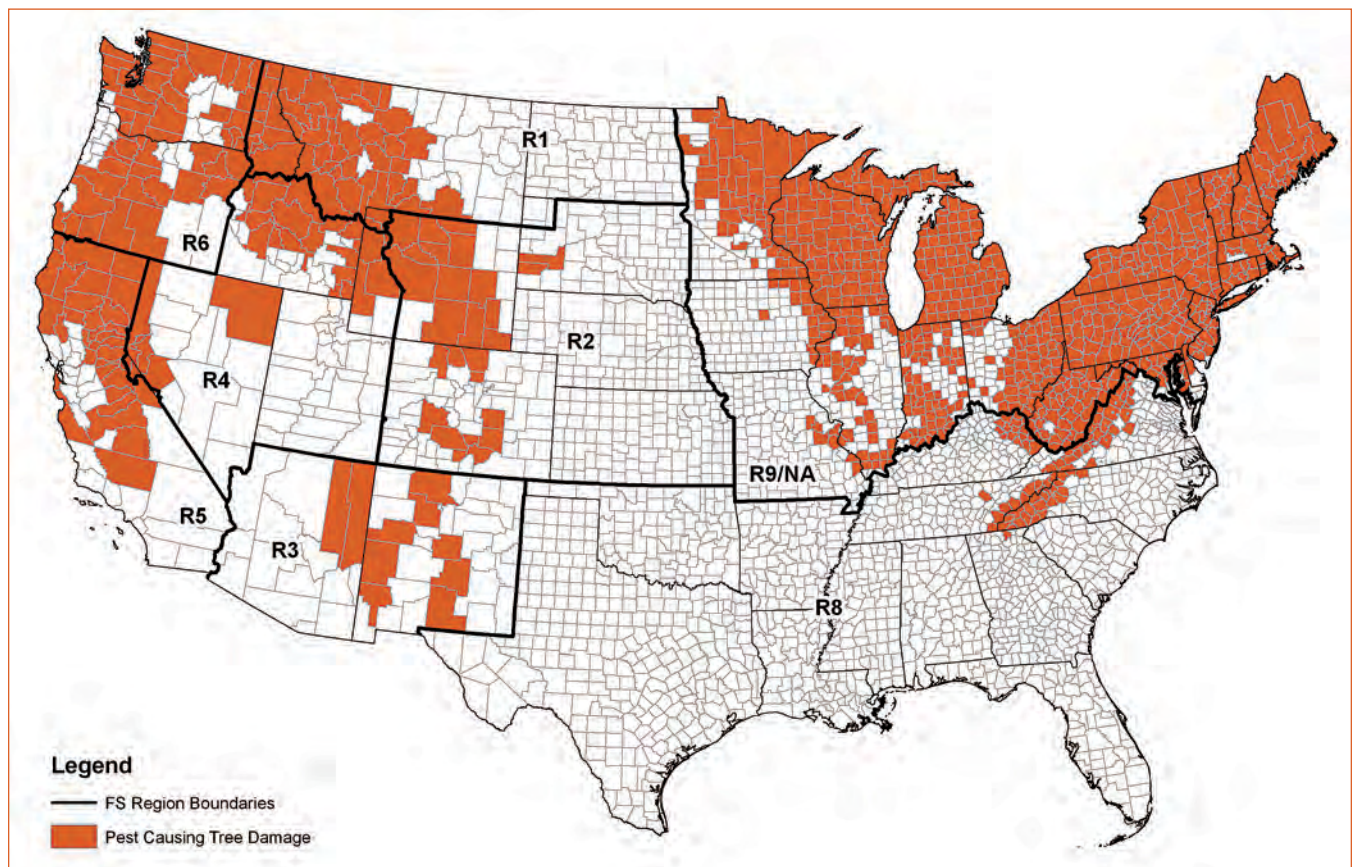 R1
R6
R2
R4
R9/NA
R5
R3
R8
Legend
FS Region Boundaries
Pest Causing Tree Damage